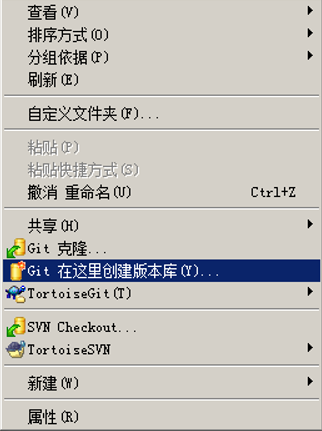 查看(V)
排序方式(O)
分组依据(P)
刷新(E)
自定义文件夹(F)...
粘贴(P)
粘贴快捷方式(S)
撤消 重命名(U) Ctrl+Z
共享(H)
Git 克隆...
Git 在这里创建版本库(Y)...
TortoiseGit(T)
SVN Checkout...
TortoiseSVN
新建(W)
属性(R)